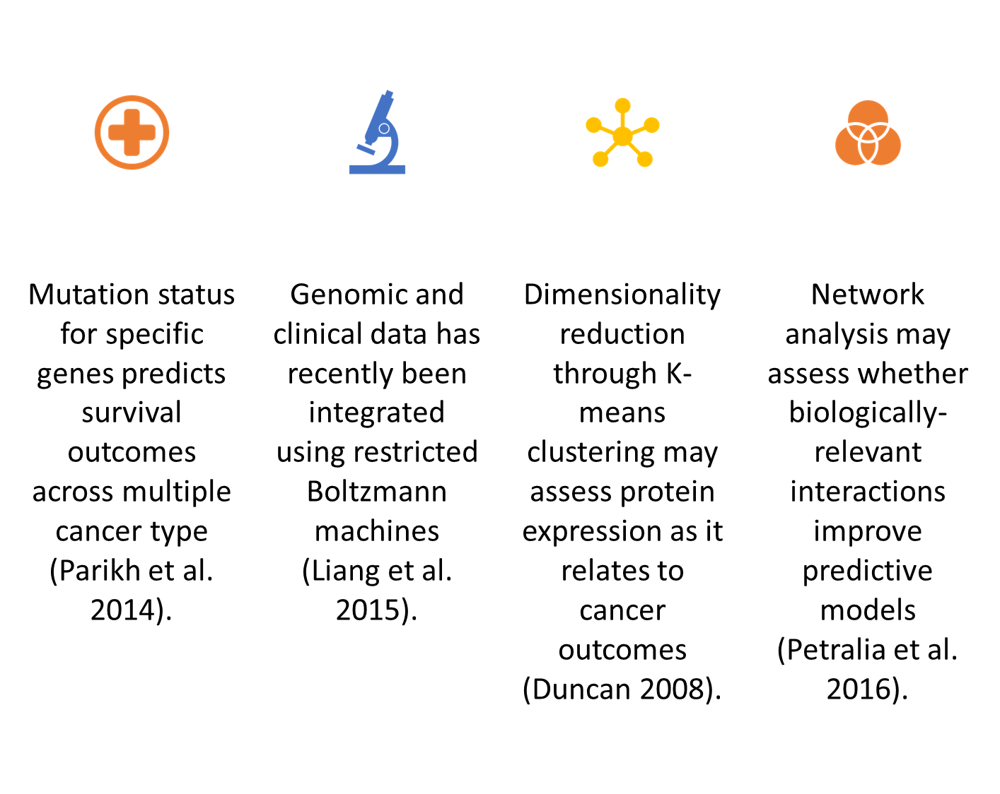 Mutation status
for specific
genes predicts
survival
outcomes
across multiple
cancer type
(Parikh et al.
2014).
Genomic and
clinical data has
recently been
integrated
using restricted
Boltzmann
machines
(Liang et al.
2015).
Dimensionality
reduction
through K-
means
clustering may
assess protein
expression as it
relates to
cancer
outcomes
(Duncan 2008).
Network
analysis may
assess whether
biologically-
relevant
interactions
improve
predictive
models
(Petralia et al.
2016).